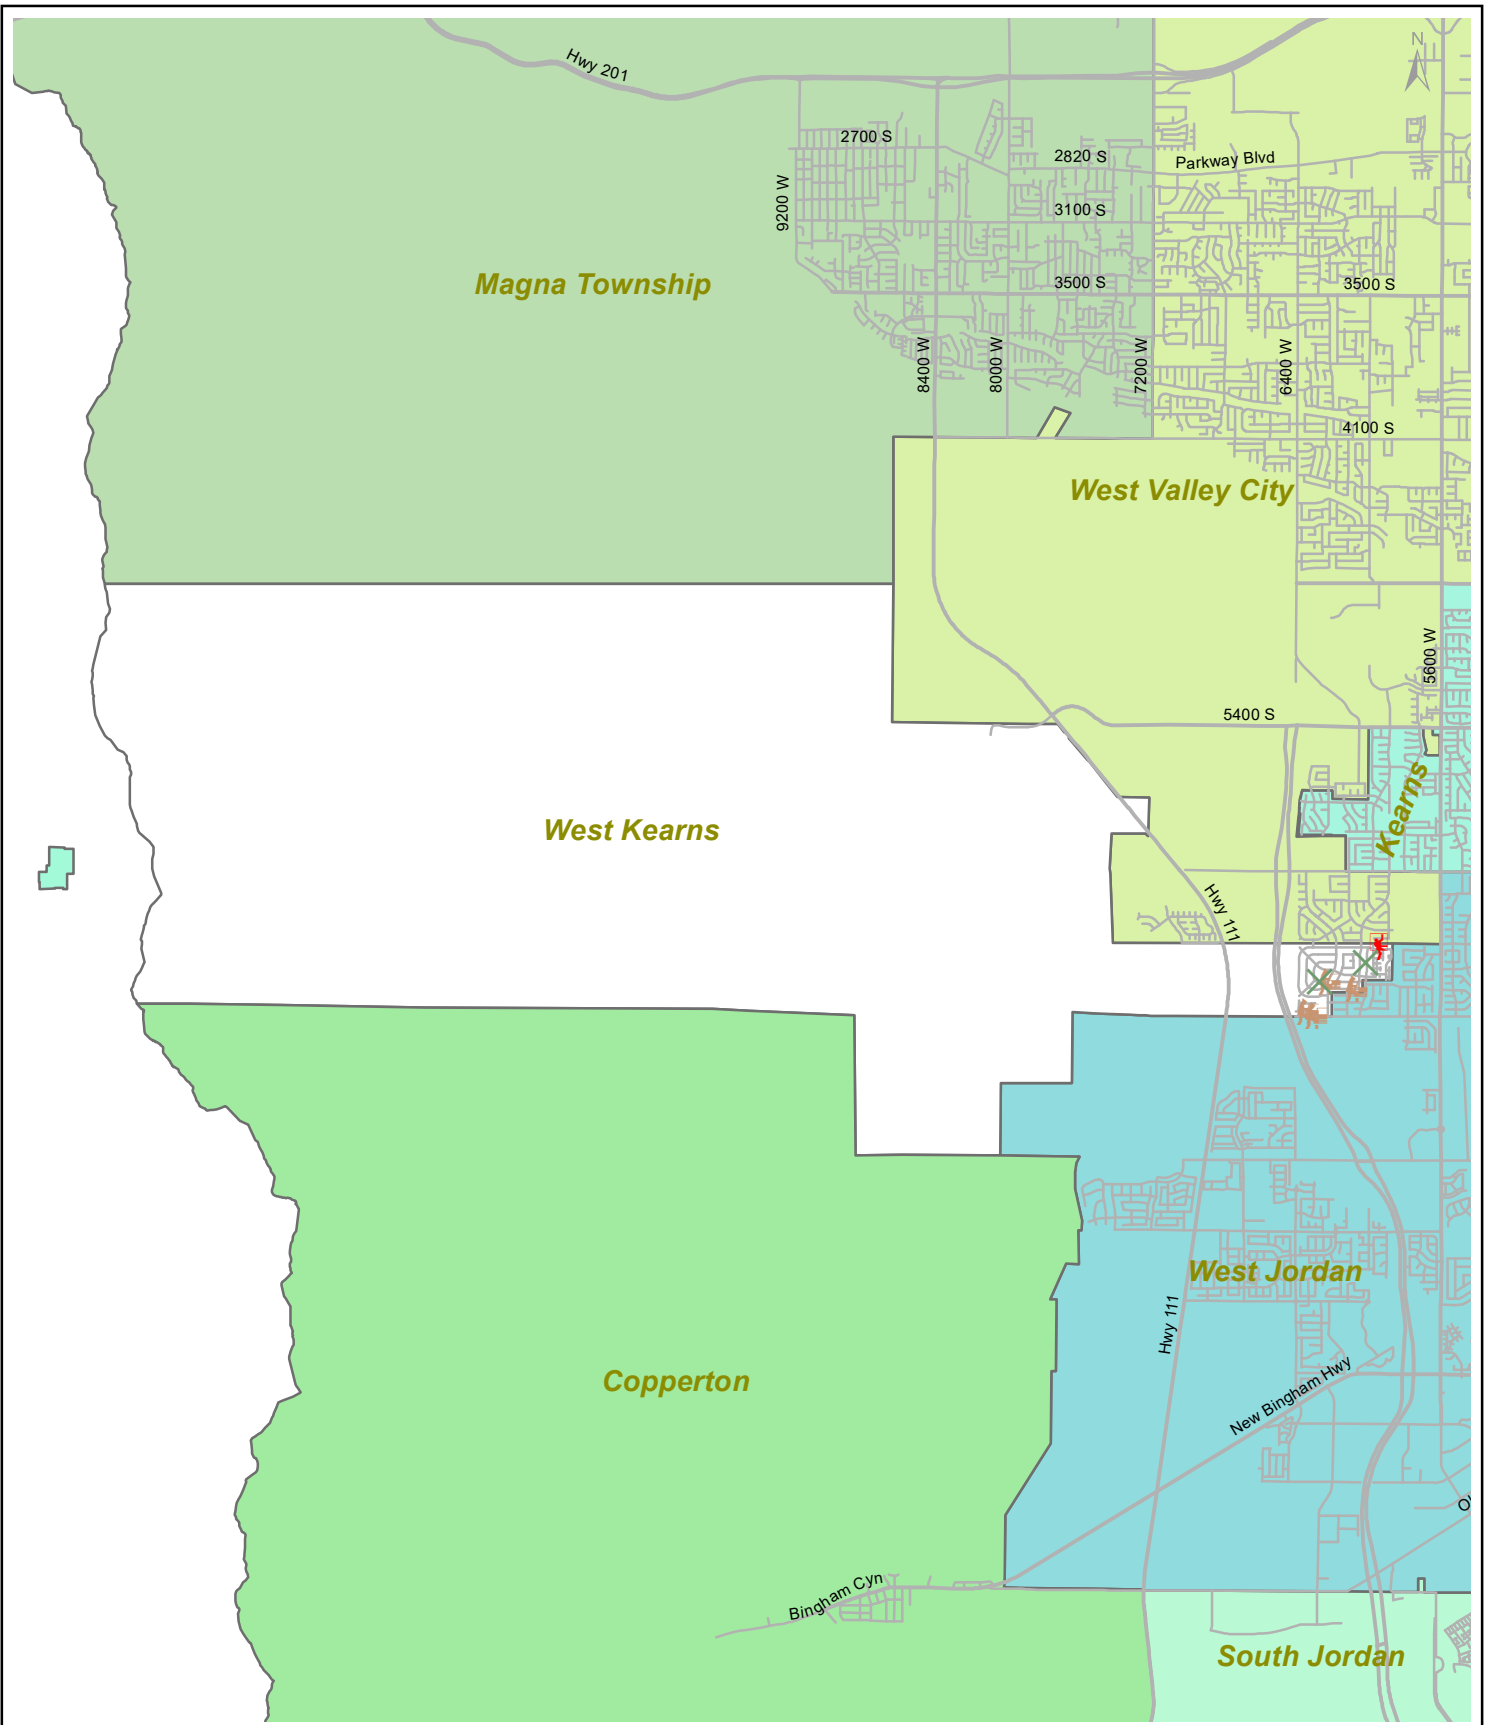 N
Hwy 201
2700 S
2820 S
Parkway Blvd
9200 W
3100 S
Magna Township
3500 S
3500 S
8400 W
8000 W
7200 W
6400 W
4100 S
West Valley City
5600 W
5400 S
Kearns
West Kearns
Hwy 111
West Jordan
Hwy 111
Copperton
New Bingham Hwy
Bingham Cyn
South Jordan